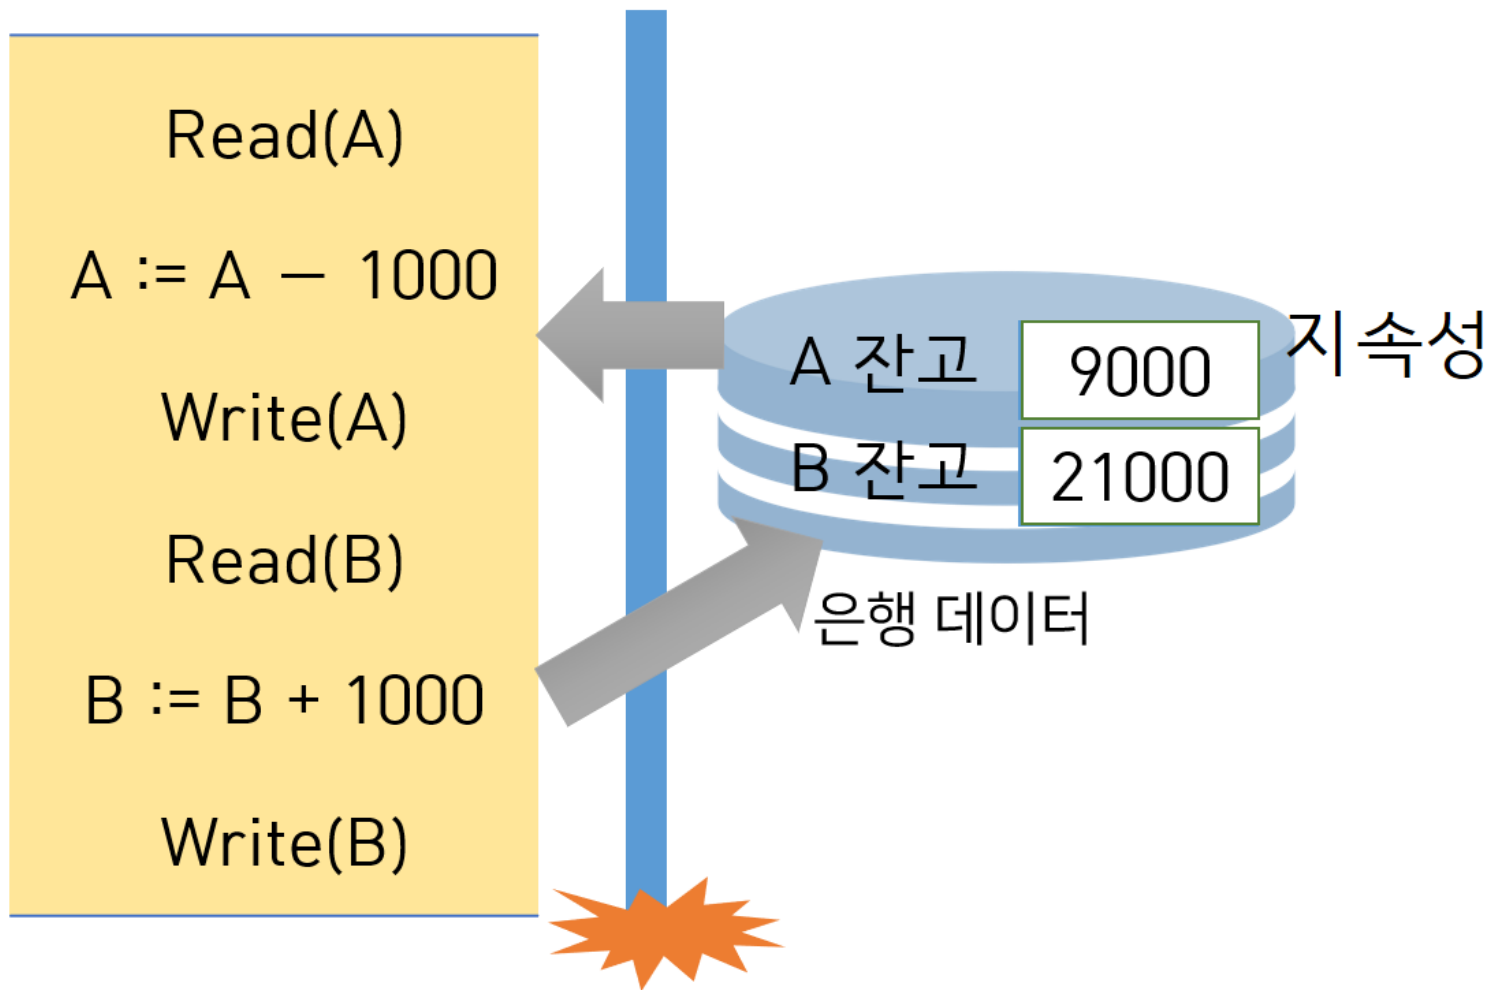 Read(A)
A := A − 1000
Write(A)
Read(B)
B := B + 1000
Write(B)
A 잔고 9000
B 잔고 21000
지속성
은행 데이터